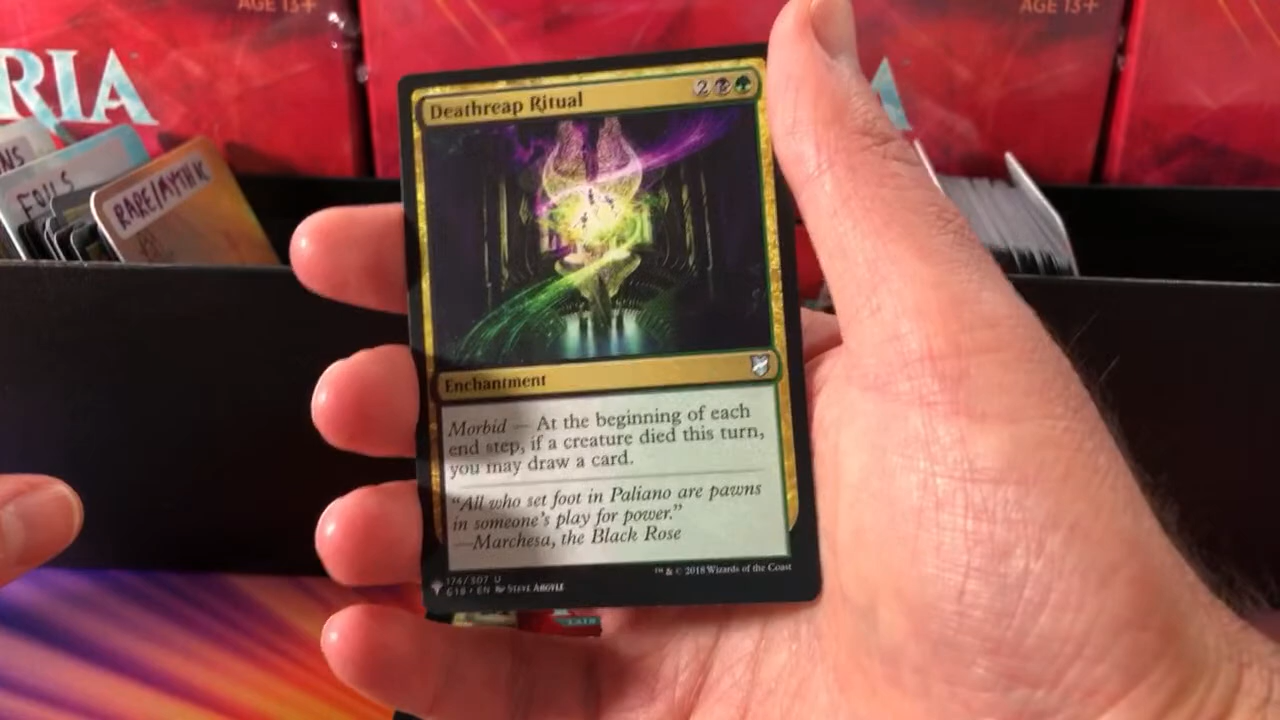 AGE 13+
AGE 13+
RIA
A
NS
FOILS
RARE/MYTHIC
Deathreap Ritual
2
Enchantment
Morbid — At the beginning of each
end step, if a creature died this turn,
you may draw a card.
"All who set foot in Paliano are pawns
in someone's play for power."
—Marchesa, the Black Rose
174/307 U
C18 • EN Steve Argyle
™ & © 2018 Wizards of the Coast
LAIR